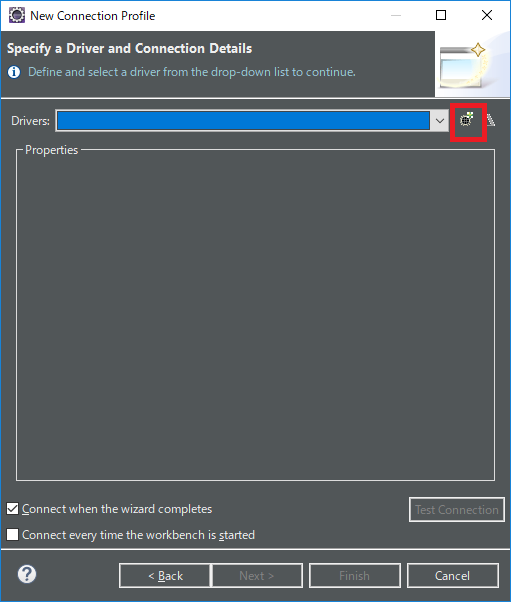 New Connection Profile
Specify a Driver and Connection Details
Define and select a driver from the drop-down list to continue.
Drivers:
Properties
Connect when the wizard completes
Test Connection
Connect every time the workbench is started
< Back
Next >
Finish
Cancel